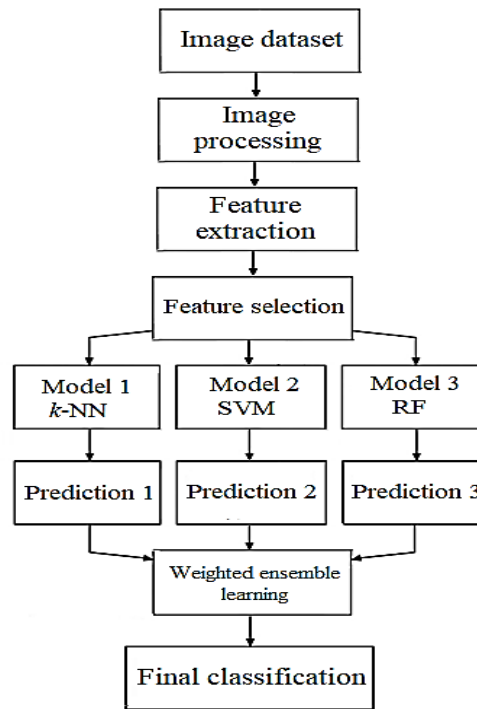 Image dataset
Image
processing
Feature
extraction
Feature selection
Model 1
k-NN
Model 2
SVM
Model 3
RF
Prediction 1
Prediction 2
Prediction 3
Weighted ensemble
learning
Final classification